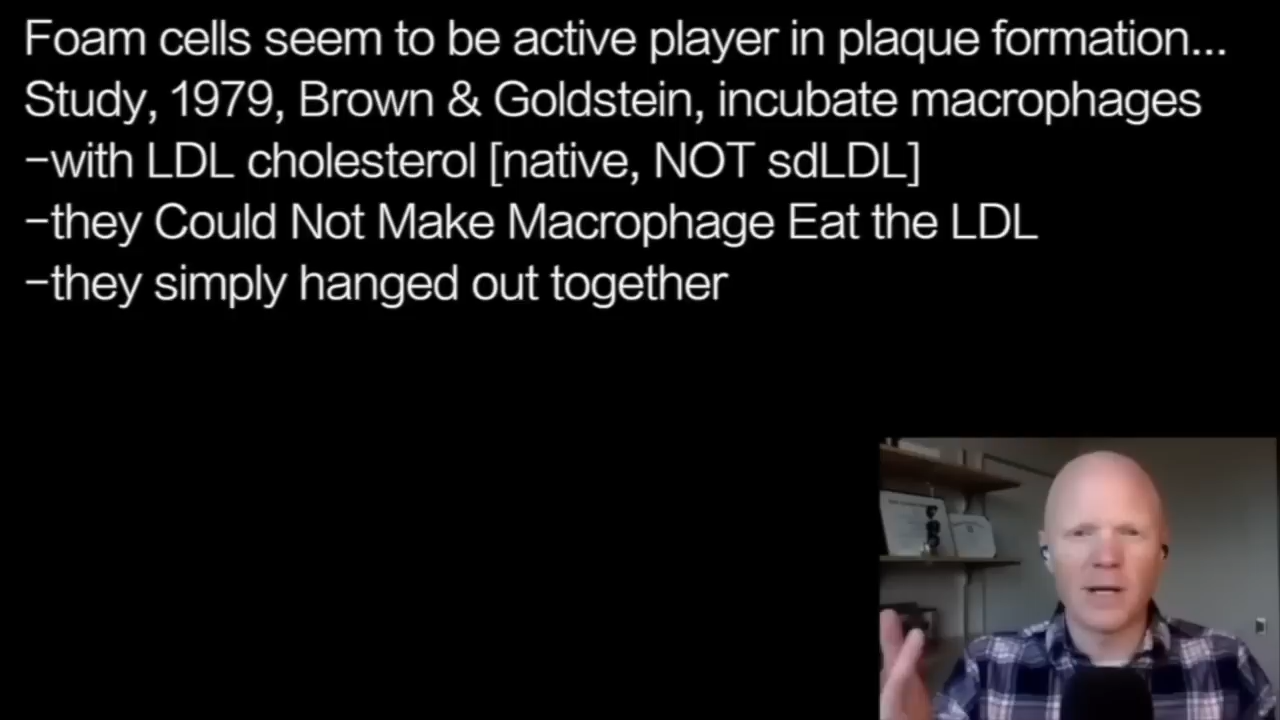 Foam cells seem to be active player in plaque formation...
Study, 1979, Brown & Goldstein, incubate macrophages
−with LDL cholesterol [native, NOT sdLDL]
−they Could Not Make Macrophage Eat the LDL
−they simply hanged out together